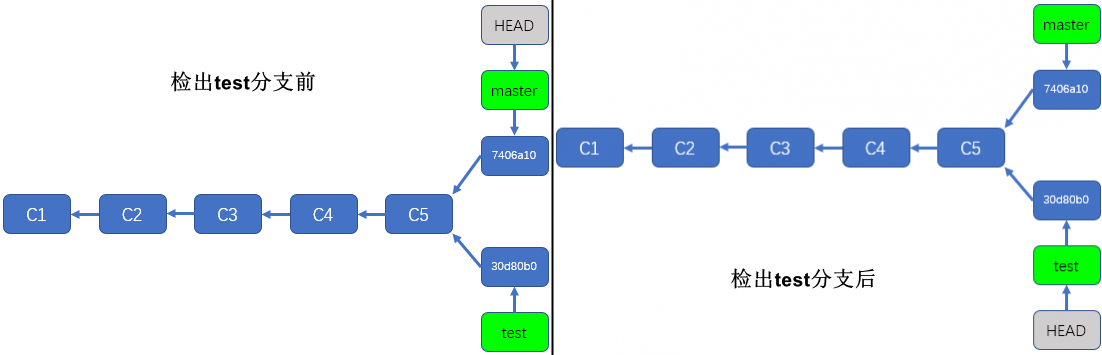 HEAD
检出test分支前
master
7406a10
C1 C2 C3 C4 C5
30d80b0
test
master
7406a10
C1 C2 C3 C4 C5
30d80b0
检出test分支后
test
HEAD